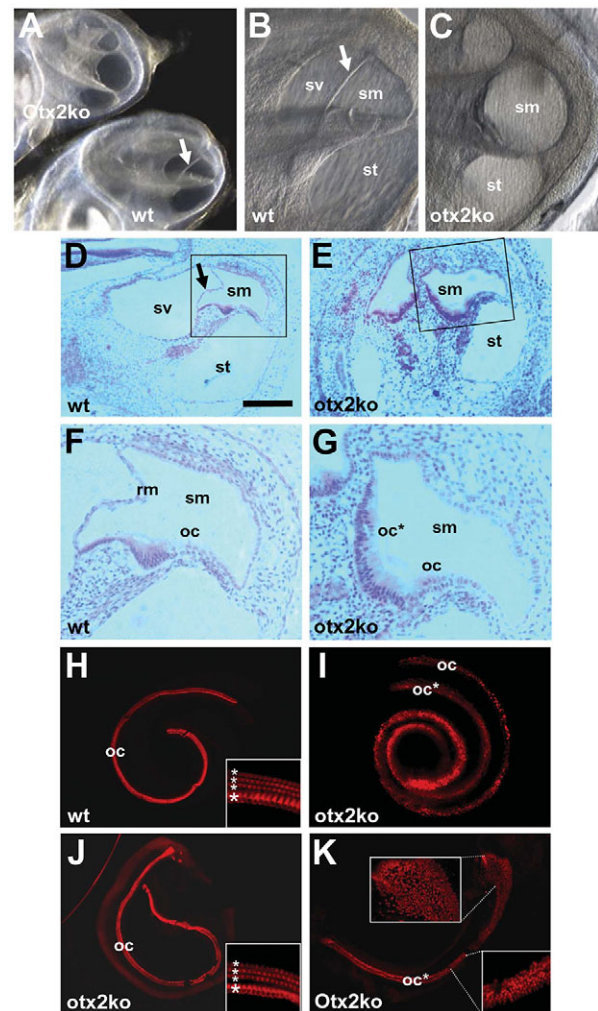 A
Otx2ko
wt
B
sv
sm
st
wt
C
sm
st
otx2ko
D
sv
sm
st
wt
E
sm
st
otx2ko
F
rm
sm
oc
wt
G
oc*
sm
oc
otx2ko
H
oc
wt
*
*
*
*
I
oc
oc*
otx2ko
J
oc
otx2ko
*
*
*
*
K
oc*
Otx2ko